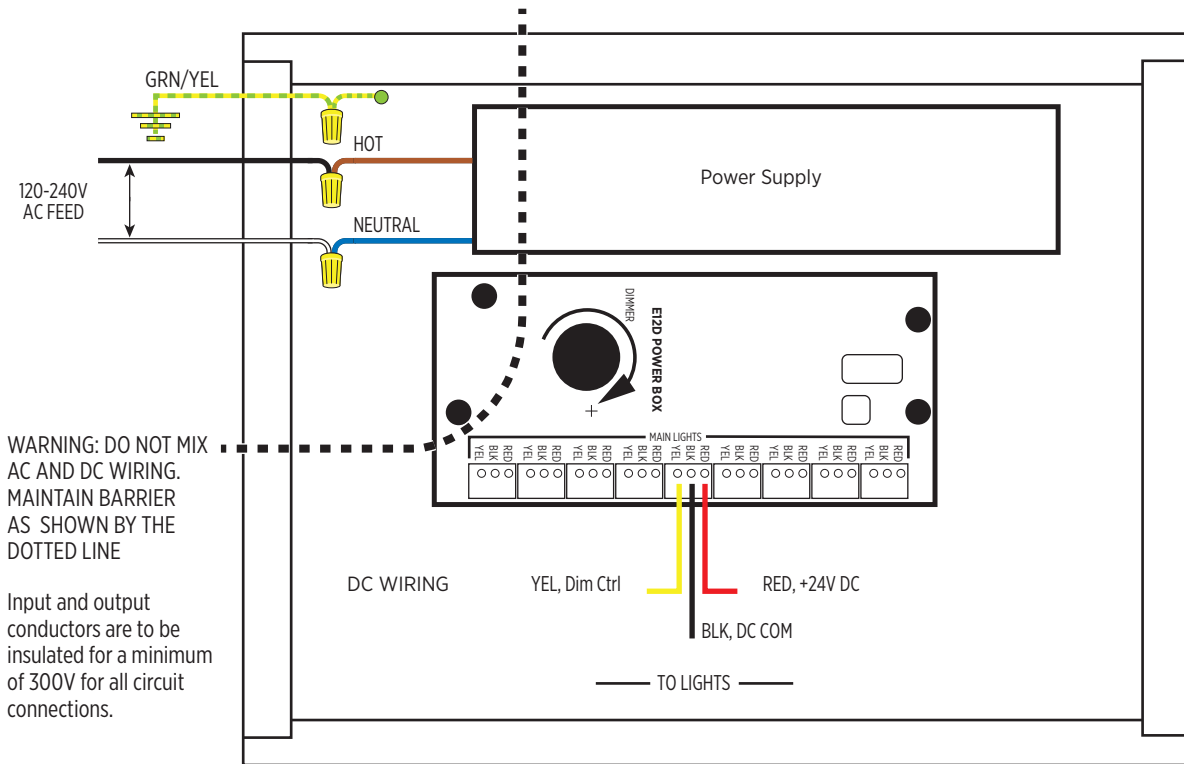 GRN/YEL
HOT
120-240V
AC FEED
NEUTRAL
Power Supply
DIMMER
E12D POWER BOX
+
MAIN LIGHTS
YEL BLK RED YEL BLK RED YEL BLK RED YEL BLK RED YEL BLK RED YEL BLK RED YEL BLK RED YEL BLK RED YEL BLK RED
WARNING: DO NOT MIX
AC AND DC WIRING.
MAINTAIN BARRIER
AS SHOWN BY THE
DOTTED LINE
Input and output
conductors are to be
insulated for a minimum
of 300V for all circuit
connections.
DC WIRING
YEL, Dim Ctrl
RED, +24V DC
BLK, DC COM
TO LIGHTS